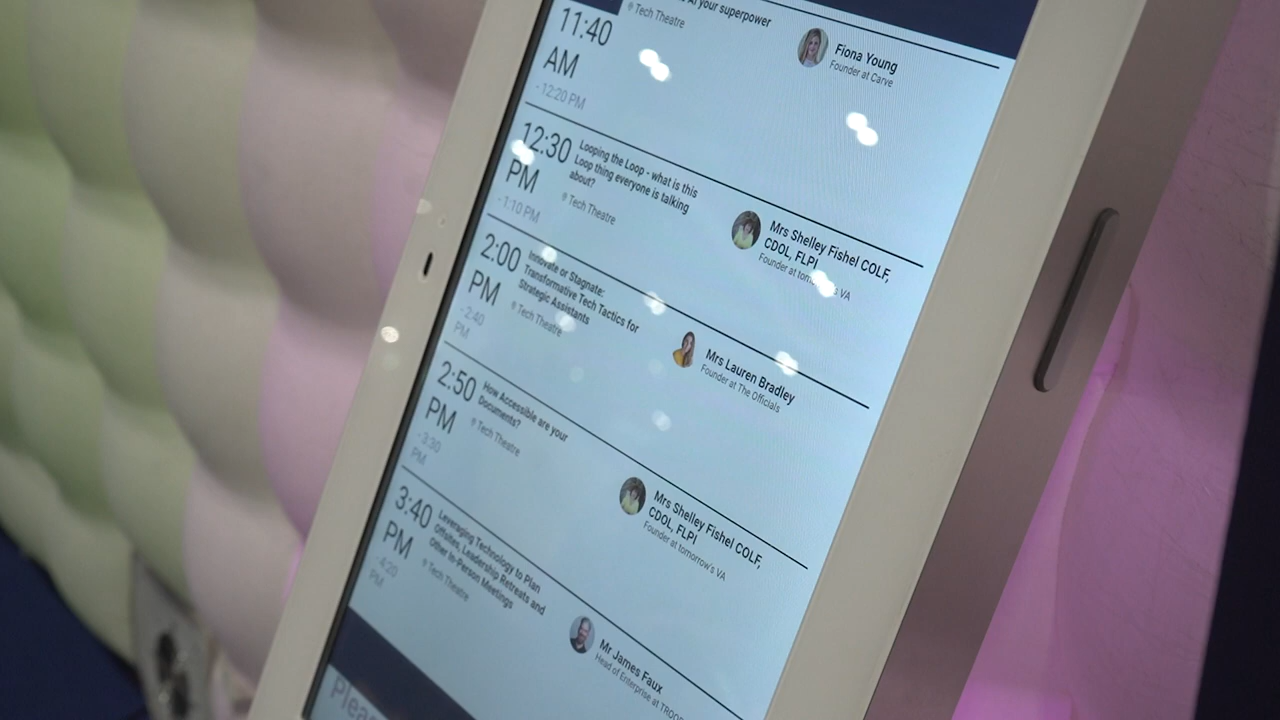 AI your superpower
11:40
AM
- 12:20 PM
Tech Theatre
Fiona Young
Founder at Carve
12:30
PM
- 1:10 PM
Looping the Loop - what is this
Loop thing everyone is talking
about?
Tech Theatre
Mrs Shelley Fishel COLF,
CDOL, FLPI
Founder at VA
2:00
PM
- 2:40
PM
Innovate or Stagnate:
Transformative Tech Tactics for
Strategic Assistants
Tech Theatre
Mrs Lauren Bradley
Founder at The Officials
2:50
PM
- 3:30
PM
How Accessible are your
Documents?
Tech Theatre
Mrs Shelley Fishel COLF,
CDOL, FLPI
Founder at tomorrow's VA
3:40
PM
- 4:20
PM
Leveraging Technology to Plan
Offsites, Leadership Retreats and
Other In-Person Meetings
Tech Theatre
Mr James Faux
Head of Enterprise at TROOP